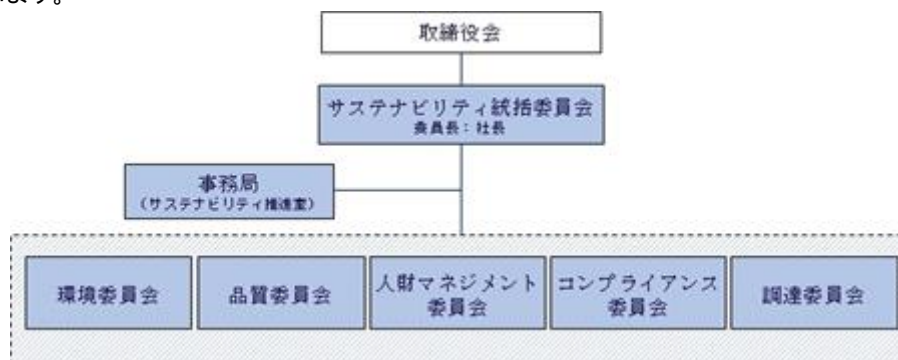 なます。
取締役会
サステナビリティ統括委員会
委員長：社長
事務局
（サステナビリティ推進室）
環境委員会
品質委員会
人財マネジメント
委員会
コンプライアンス
委員会
調達委員会